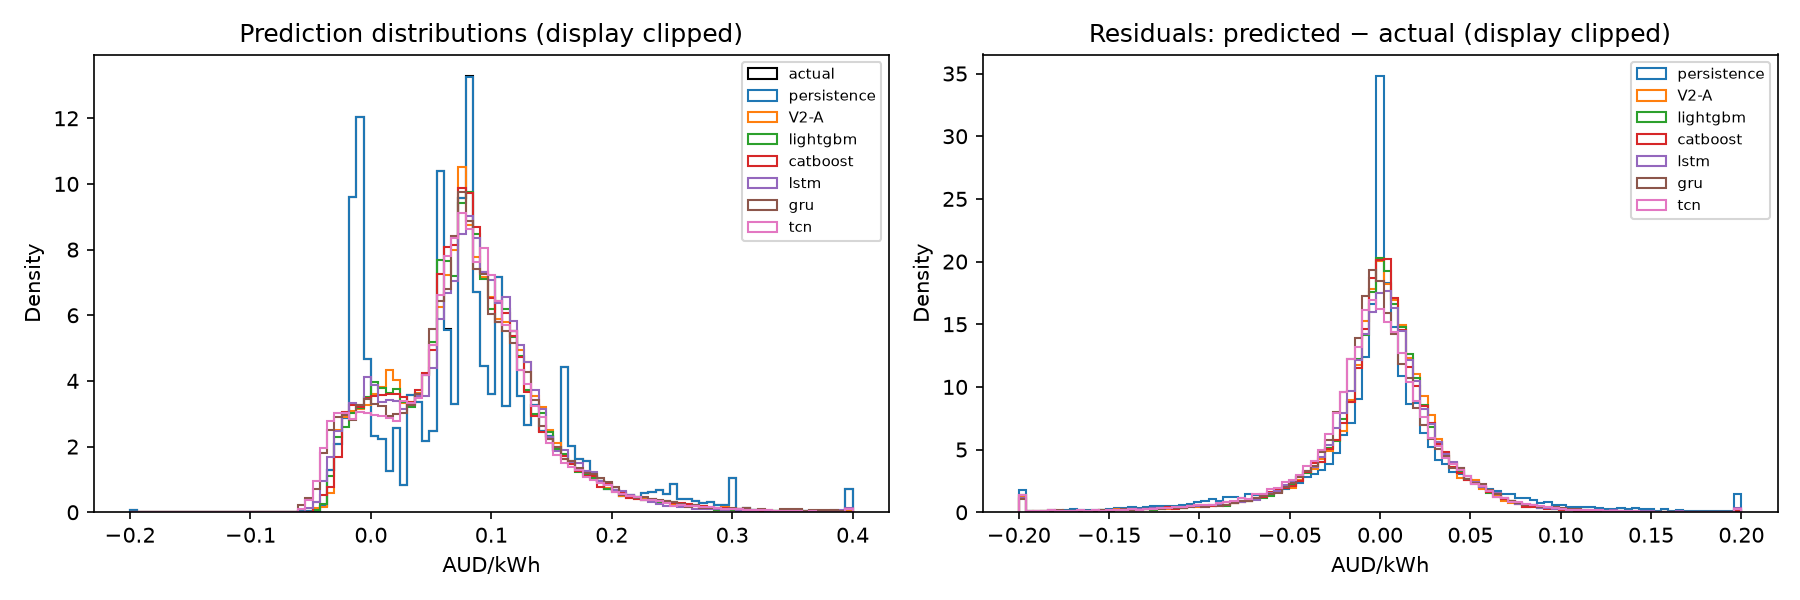 Prediction distributions (display clipped)
Density
12
10
8
6
4
2
0
actual
persistence
V2-A
lightgbm
catboost
lstm
gru
tcn
−0.2
−0.1
0.0
0.1
0.2
0.3
0.4
AUD/kWh
Residuals: predicted − actual (display clipped)
Density
35
30
25
20
15
10
5
0
persistence
V2-A
lightgbm
catboost
lstm
gru
tcn
−0.20
−0.15
−0.10
−0.05
0.00
0.05
0.10
0.15
0.20
AUD/kWh